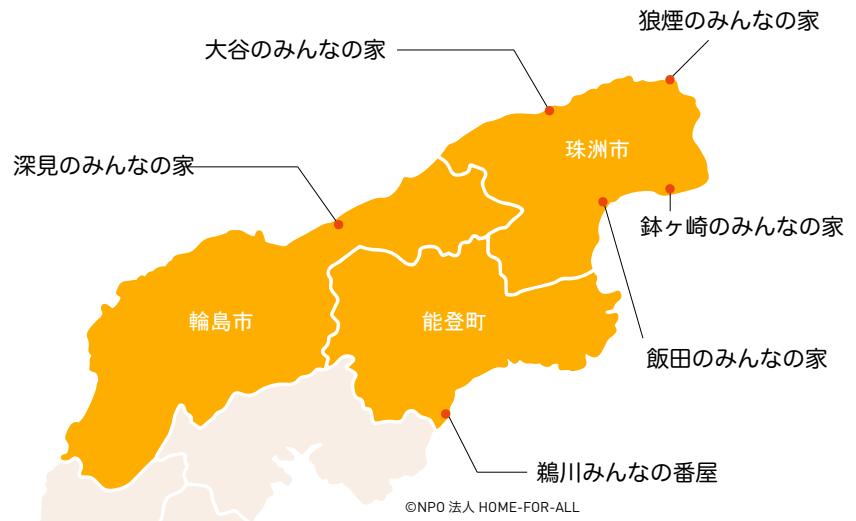 狼煙のみんなの家
大谷のみんなの家
珠洲市
深見のみんなの家
鉢ヶ崎のみんなの家
輪島市
能登町
飯田のみんなの家
鵜川みんなの番屋
©NPO 法人 HOME-FOR-ALL